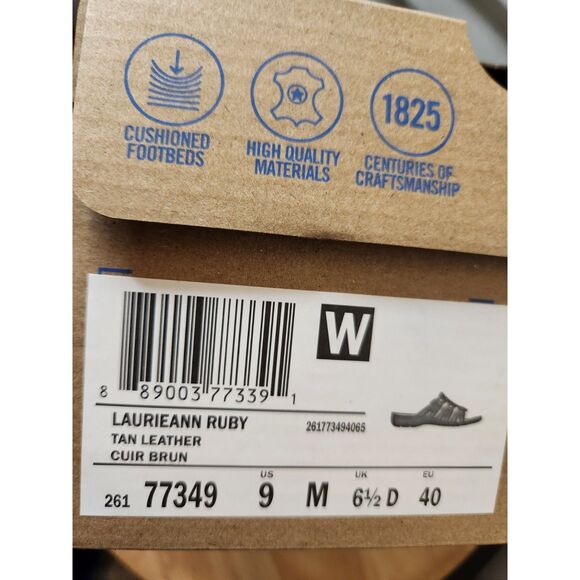 CUSHIONED
FOOTBEDS
HIGH QUALITY
MATERIALS
1825
CENTURIES OF
CRAFTSMANSHIP
W
8 89003 77339 1
LAURIEANN RUBY
261773494065
TAN LEATHER
CUIR BRUN
US UK EU
261 77349 9 M 6½ D 40